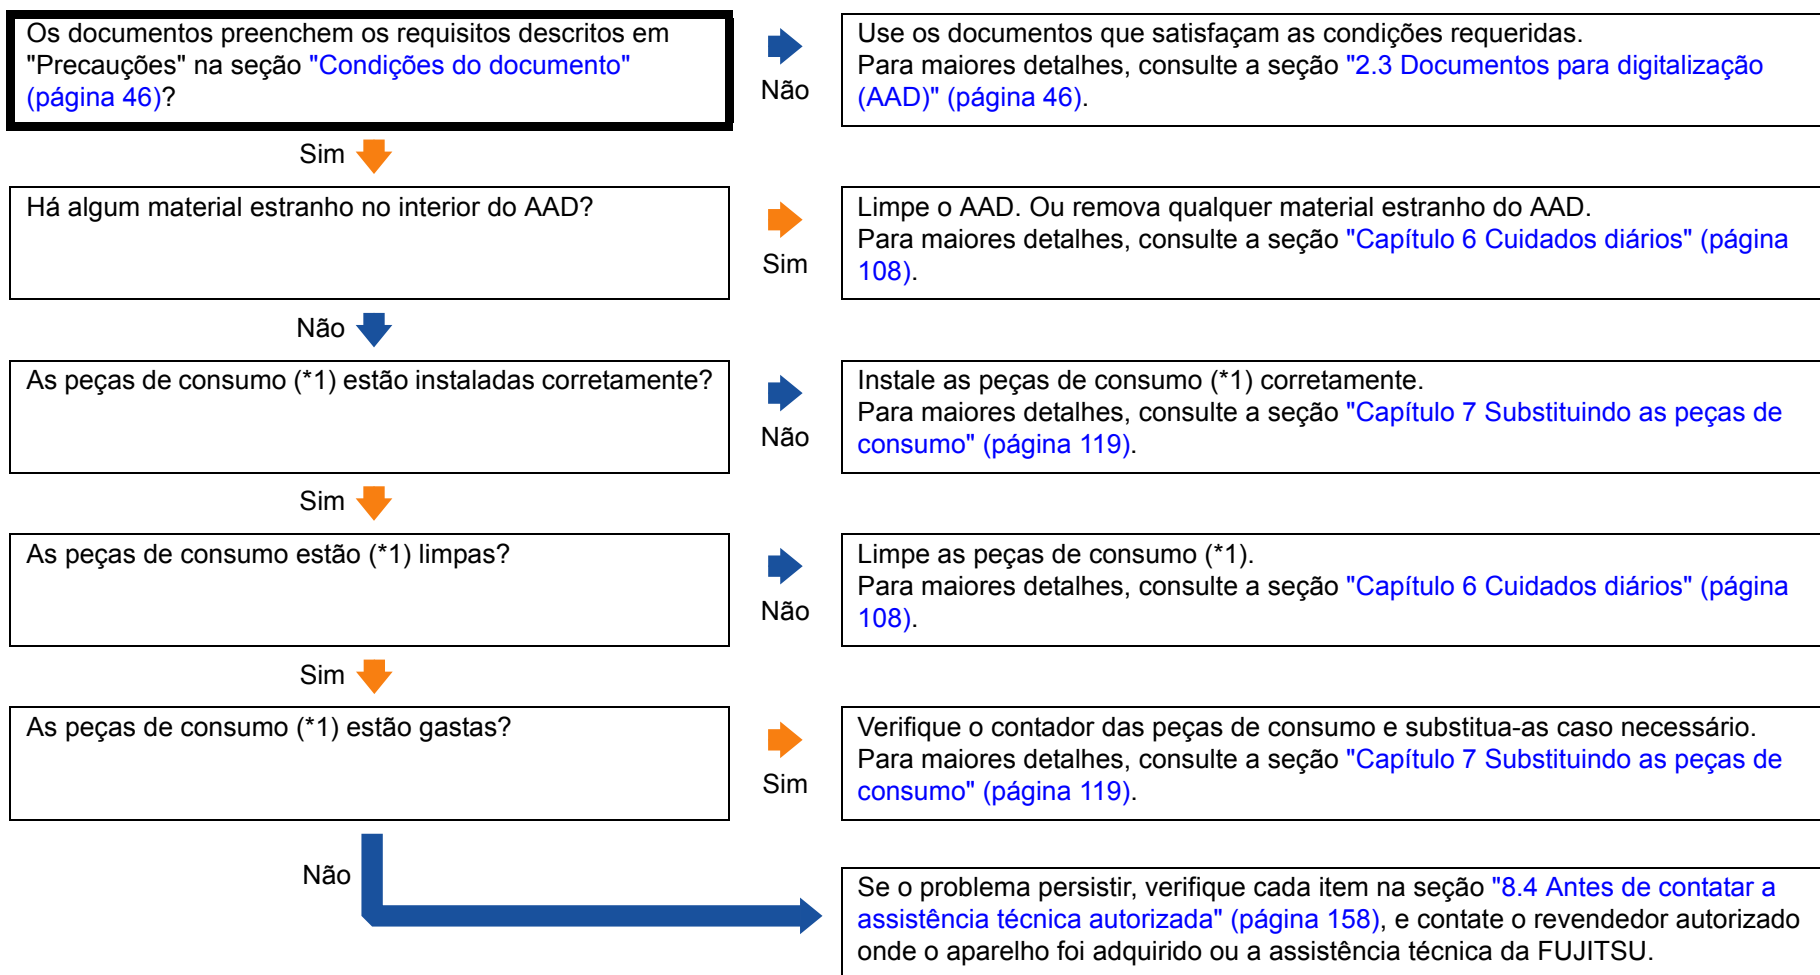 Os documentos preenchem os requisitos descritos em
"Precauções" na seção "Condições do documento"
(página 46)?
Não
Use os documentos que satisfaçam as condições requeridas.
Para maiores detalhes, consulte a seção "2.3 Documentos para digitalização
(AAD)" (página 46).
Sim
Há algum material estranho no interior do AAD?
Sim
Limpe o AAD. Ou remova qualquer material estranho do AAD.
Para maiores detalhes, consulte a seção "Capítulo 6 Cuidados diários" (página
108).
Não
As peças de consumo (*1) estão instaladas corretamente?
Não
Instale as peças de consumo (*1) corretamente.
Para maiores detalhes, consulte a seção "Capítulo 7 Substituindo as peças de
consumo" (página 119).
Sim
As peças de consumo estão (*1) limpas?
Não
Limpe as peças de consumo (*1).
Para maiores detalhes, consulte a seção "Capítulo 6 Cuidados diários" (página
108).
Sim
As peças de consumo (*1) estão gastas?
Sim
Verifique o contador das peças de consumo e substitua-as caso necessário.
Para maiores detalhes, consulte a seção "Capítulo 7 Substituindo as peças de
consumo" (página 119).
Não
Se o problema persistir, verifique cada item na seção "8.4 Antes de contatar a
assistência técnica autorizada" (página 158), e contate o revendedor autorizado
onde o aparelho foi adquirido ou a assistência técnica da FUJITSU.